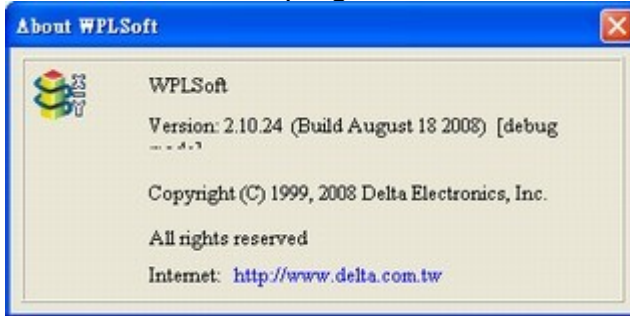 About WPLSoft
WPLSoft
Version: 2.10.24 (Build August 18 2008) [debug
Copyright (C) 1999, 2008 Delta Electronics, Inc.
All rights reserved
Internet: http://www.delta.com.tw